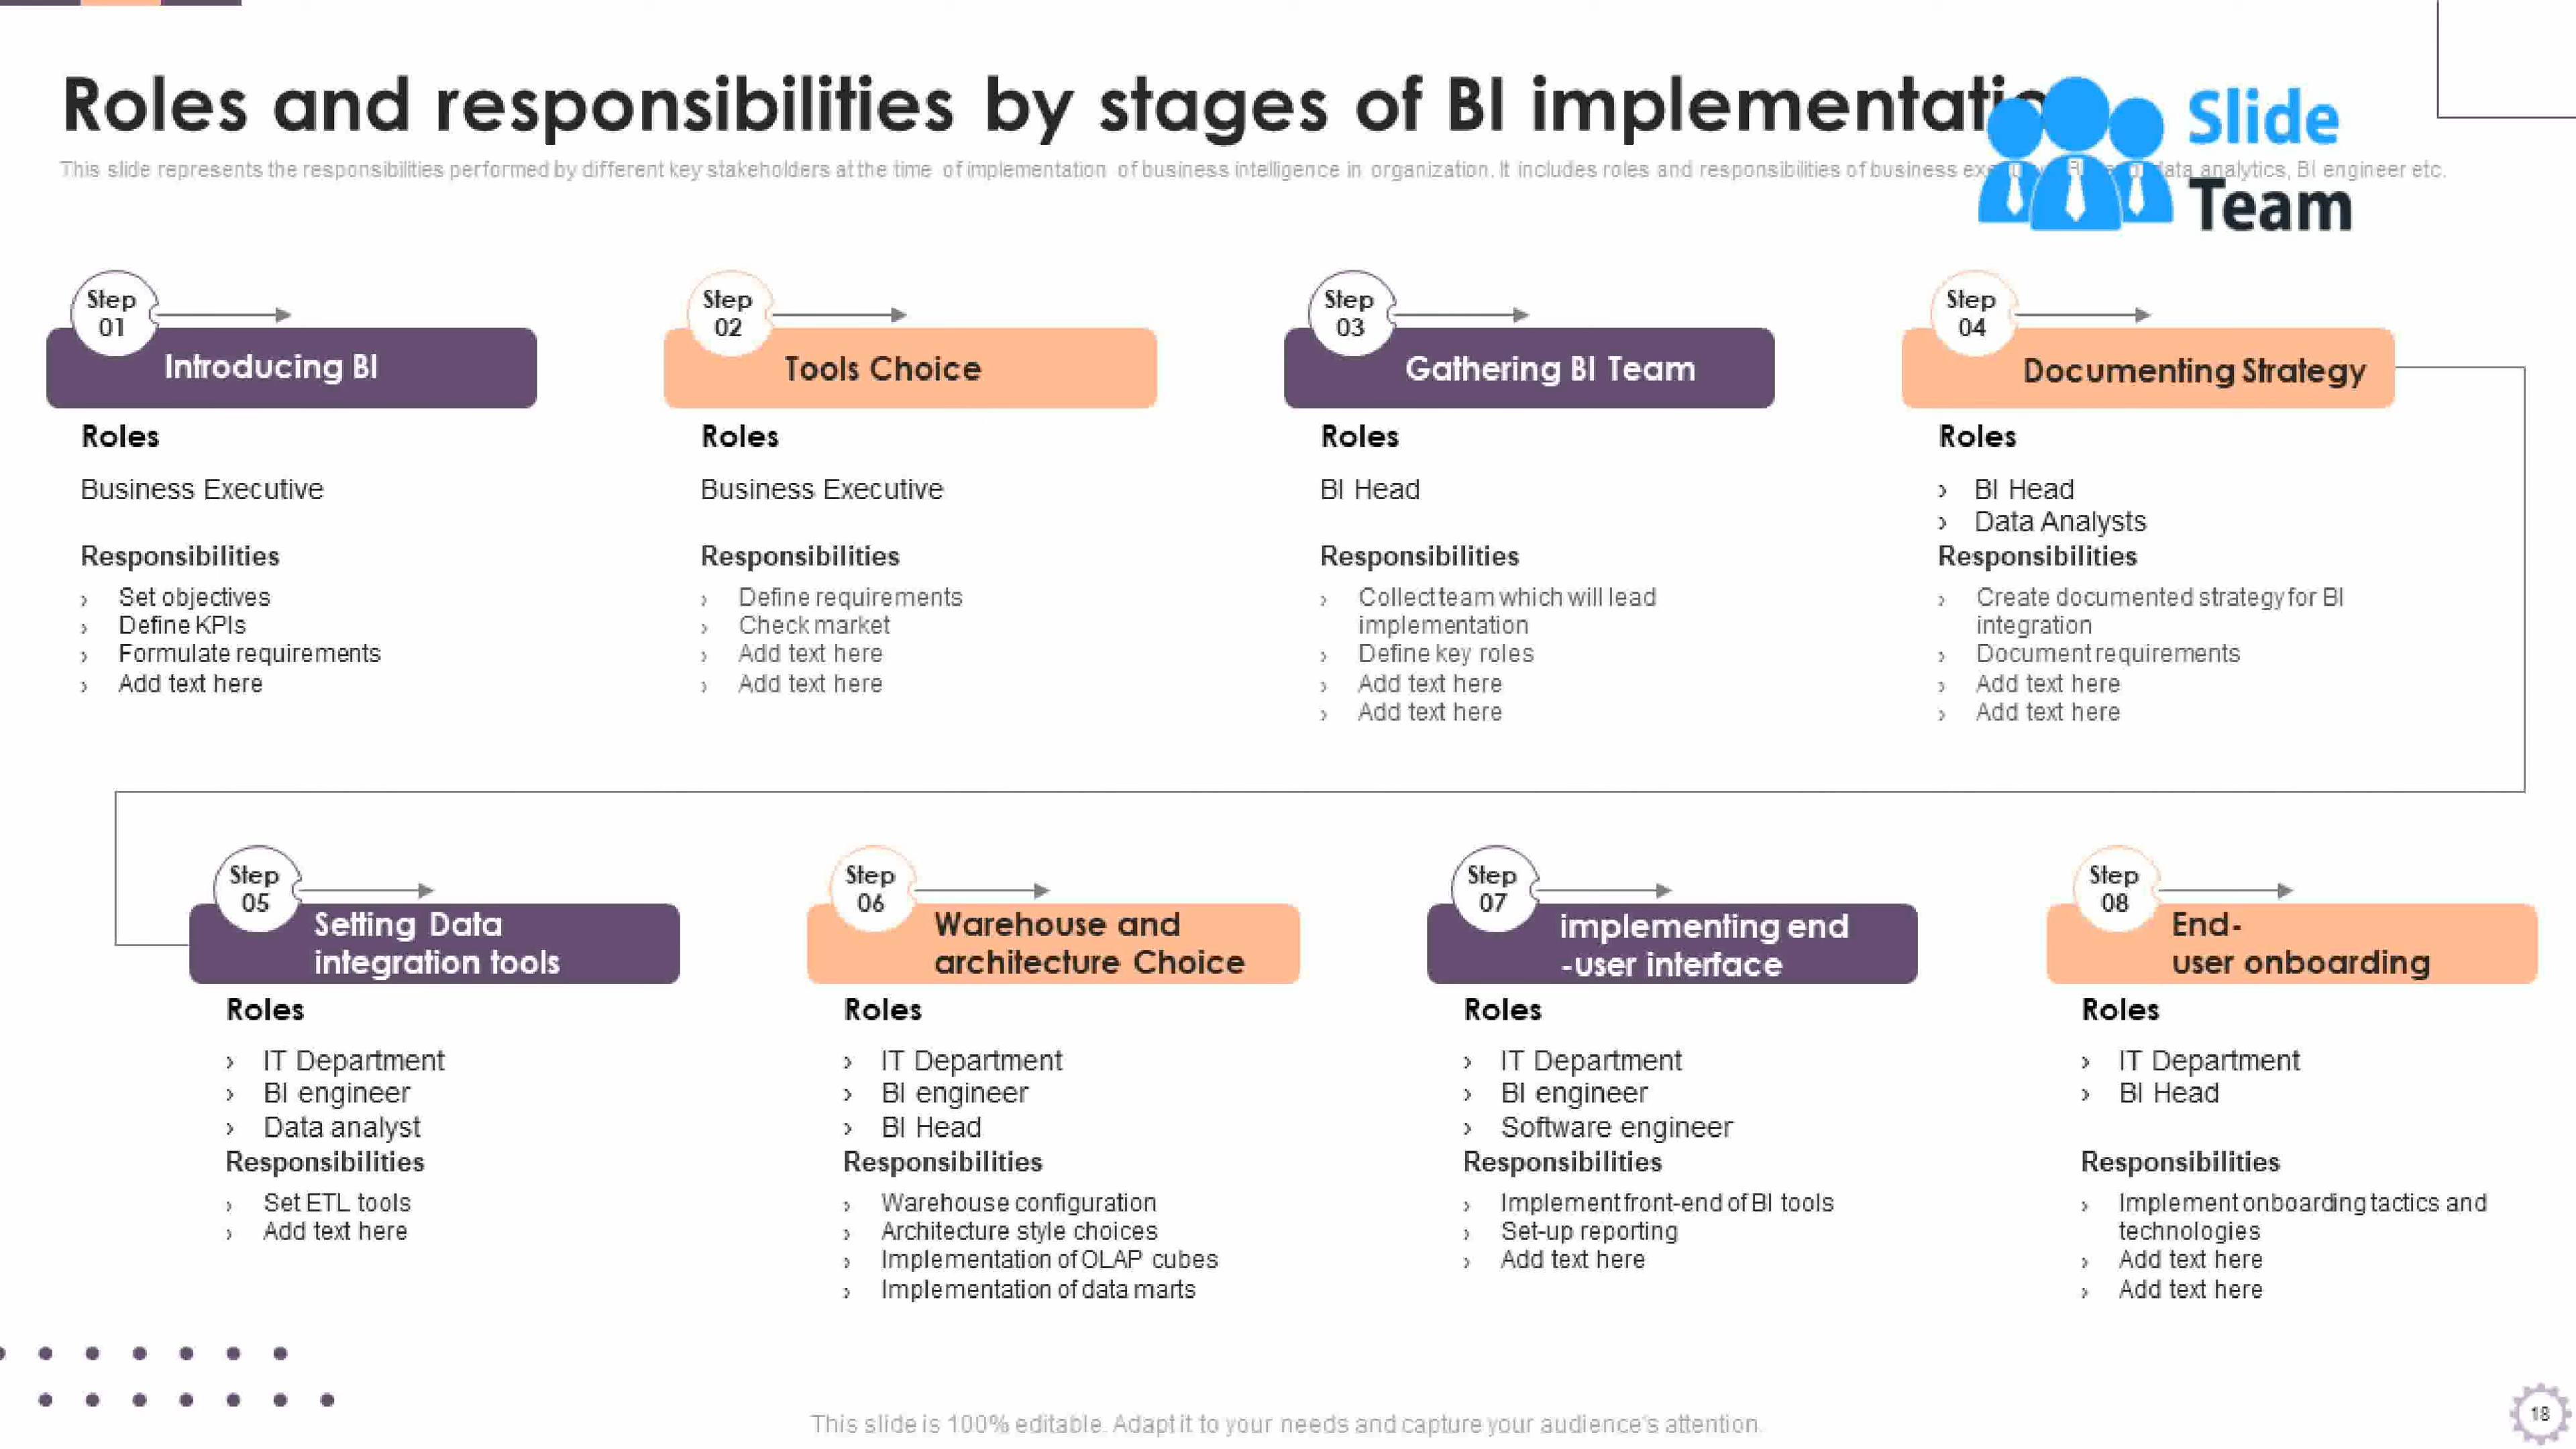 Roles and responsibilities by stages of BI
Slide
Team
This slide represents the responsibilities performed by different key stakeholders at the time of implementation of business intelligence in organization. It includes roles and responsibilities of business analytics, BI engineer etc.
Step
01
Introducing BI
Roles
Business Executive
Responsibilities
› Set objectives
› Define KPIs
› Formulate requirements
› Add text here
Step
02
Tools Choice
Roles
Business Executive
Responsibilities
› Define requirements
› Check market
› Add text here
› Add text here
Step
03
Gathering BI Team
Roles
BI Head
Responsibilities
› Collect team which will lead
implementation
› Define key roles
› Add text here
› Add text here
Step
04
Documenting Strategy
Roles
› BI Head
› Data Analysts
Responsibilities
› Create documented strategy for BI
integration
› Document requirements
› Add text here
› Add text here
Step
05
Setting Data
integration tools
Roles
› IT Department
› BI engineer
› Data analyst
Responsibilities
› Set ETL tools
› Add text here
Step
06
Warehouse and
architecture Choice
Roles
› IT Department
› BI engineer
› BI Head
Responsibilities
› Warehouse configuration
› Architecture style choices
› Implementation of OLAP cubes
› Implementation of data marts
Step
07
implementing end
-user interface
Roles
› IT Department
› BI engineer
› Software engineer
Responsibilities
› Implement front-end of BI tools
› Set-up reporting
› Add text here
Step
08
End-
user onboarding
Roles
› IT Department
› BI Head
Responsibilities
› Implement onboarding tactics and
technologies
› Add text here
› Add text here
This slide is 100% editable. Adapt it to your needs and capture your audience's attention.
18